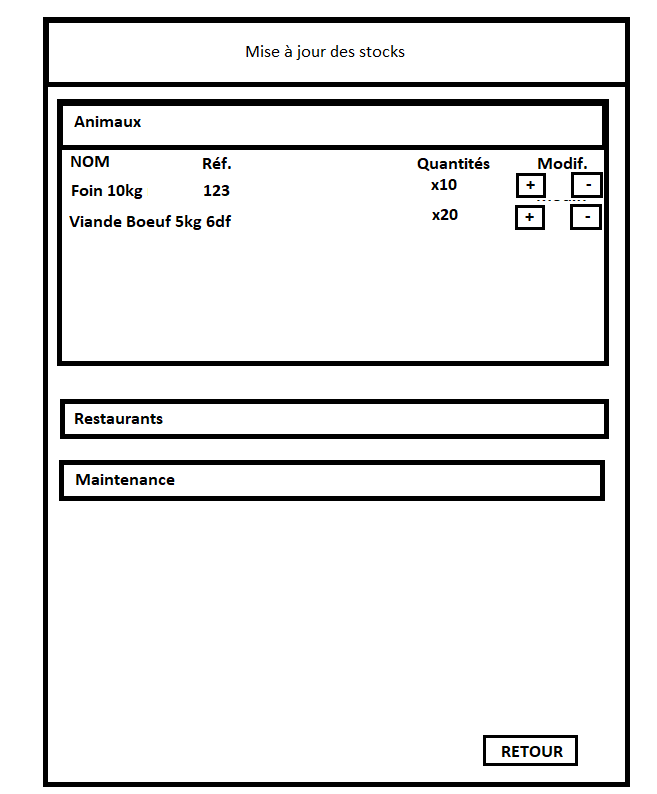 Mise à jour des stocks
Animaux
NOM Réf. Quantités Modif.
Foin 10kg 123 x10 + -
Viande Boeuf 5kg 6df x20 + -
Restaurants
Maintenance
RETOUR